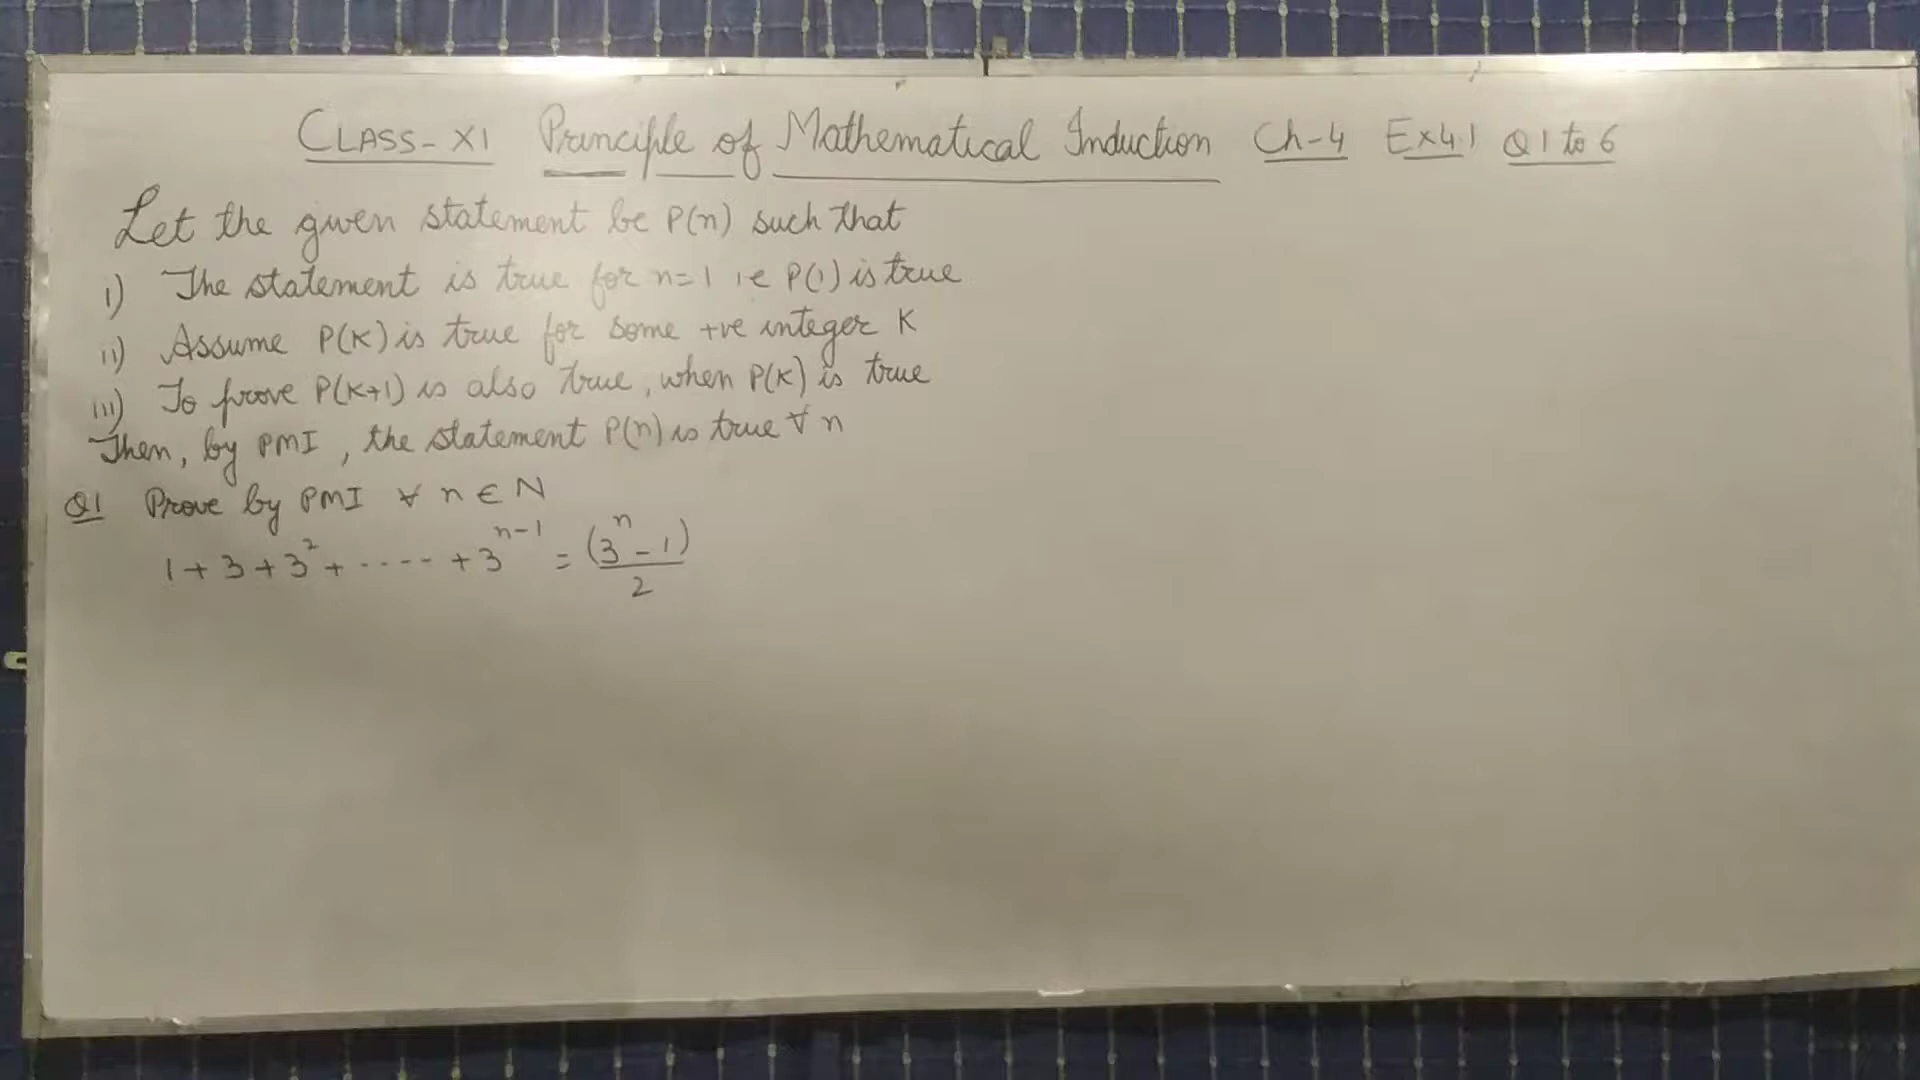 CLASS-XI Principle of Mathematical Induction Ch-4 Ex4.1 Q1 to 6
Let the given statement be P(n) such that
i) The statement is true for n=1 i.e P(1) is true
ii) Assume P(K) is true for some +ve integer K
iii) To prove P(K+1) is also true, when P(K) is true
Then, by PMI, the statement P(n) is true ∀ n
Q1 Prove by PMI ∀ n ∈ N
1+3+3²+-----+3ⁿ⁻¹ = (3ⁿ-1)/2